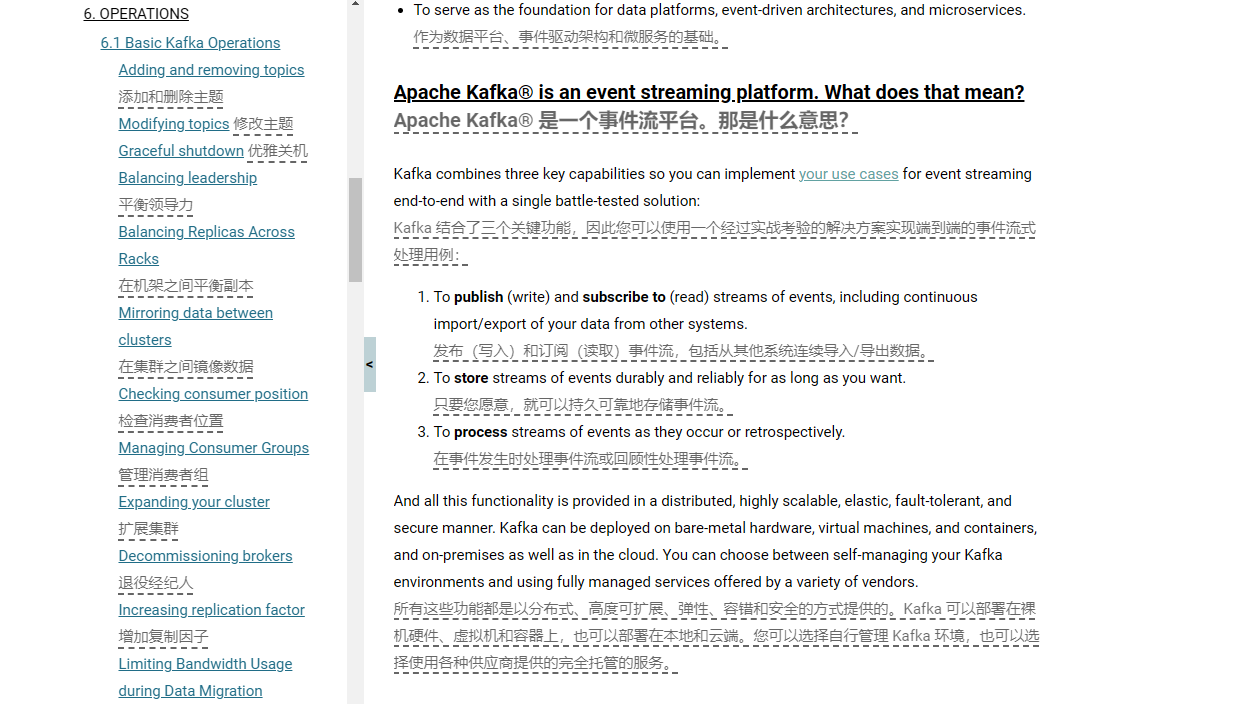 6. OPERATIONS
6.1 Basic Kafka Operations
Adding and removing topics
添加和删除主题
Modifying topics 修改主题
Graceful shutdown 优雅关机
Balancing leadership
平衡领导力
Balancing Replicas Across
Racks
在机架之间平衡副本
Mirroring data between
clusters
在集群之间镜像数据
Checking consumer position
检查消费者位置
Managing Consumer Groups
管理消费者组
Expanding your cluster
扩展集群
Decommissioning brokers
退役经纪人
Increasing replication factor
增加复制因子
Limiting Bandwidth Usage
during Data Migration
<
To serve as the foundation for data platforms, event-driven architectures, and microservices.
作为数据平台、事件驱动架构和微服务的基础。
Apache Kafka® is an event streaming platform. What does that mean?
Apache Kafka® 是一个事件流平台。那是什么意思？
Kafka combines three key capabilities so you can implement your use cases for event streaming
end-to-end with a single battle-tested solution:
Kafka 结合了三个关键功能，因此您可以使用一个经过实战考验的解决方案实现端到端的事件流式
处理用例：
1. To publish (write) and subscribe to (read) streams of events, including continuous
import/export of your data from other systems.
发布（写入）和订阅（读取）事件流，包括从其他系统连续导入/导出数据。
2. To store streams of events durably and reliably for as long as you want.
只要您愿意，就可以持久可靠地存储事件流。
3. To process streams of events as they occur or retrospectively.
在事件发生时处理事件流或回顾性处理事件流。
And all this functionality is provided in a distributed, highly scalable, elastic, fault-tolerant, and
secure manner. Kafka can be deployed on bare-metal hardware, virtual machines, and containers,
and on-premises as well as in the cloud. You can choose between self-managing your Kafka
environments and using fully managed services offered by a variety of vendors.
所有这些功能都是以分布式、高度可扩展、弹性、容错和安全的方式提供的。Kafka 可以部署在裸
机硬件、虚拟机和容器上，也可以部署在本地和云端。您可以选择自行管理 Kafka 环境，也可以选
择使用各种供应商提供的完全托管的服务。